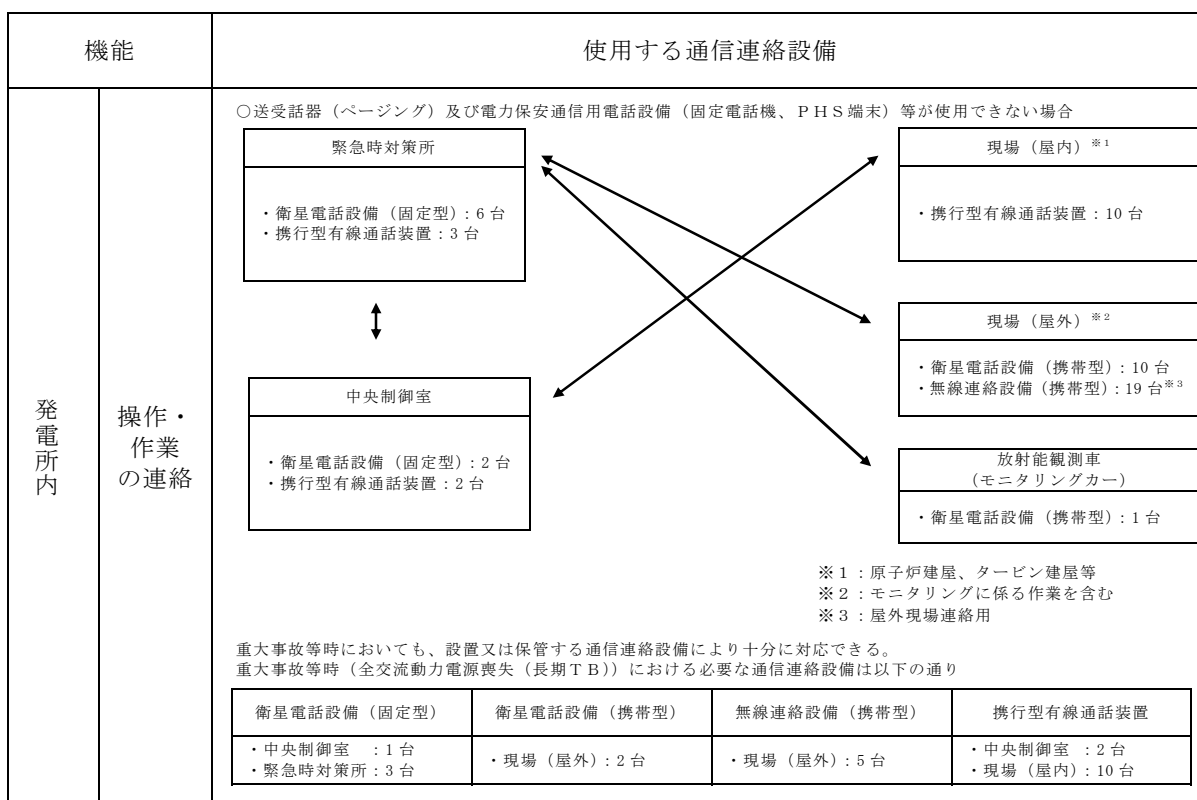 機能
使用する通信連絡設備
発電所内
操作・
作業
の連絡
○送受話器（ページング）及び電力保安通信用電話設備（固定電話機、ＰＨＳ端末）等が使用できない場合
緊急時対策所
・衛星電話設備（固定型）：6台
・携行型有線通話装置：3台
中央制御室
・衛星電話設備（固定型）：2台
・携行型有線通話装置：2台
現場（屋内）※1
・携行型有線通話装置：10台
現場（屋外）※2
・衛星電話設備（携帯型）：10台
・無線連絡設備（携帯型）：19台※3
放射能観測車
（モニタリングカー）
・衛星電話設備（携帯型）：1台
※１：原子炉建屋、タービン建屋等
※２：モニタリングに係る作業を含む
※３：屋外現場連絡用
重大事故等時においても、設置又は保管する通信連絡設備により十分に対応できる。
重大事故等時（全交流動力電源喪失（長期ＴＢ））における必要な通信連絡設備は以下の通り
衛星電話設備（固定型）
衛星電話設備（携帯型）
無線連絡設備（携帯型）
携行型有線通話装置
・中央制御室　：1台
・緊急時対策所：3台
・現場（屋外）：2台
・現場（屋外）：5台
・中央制御室　：2台
・現場（屋内）：10台